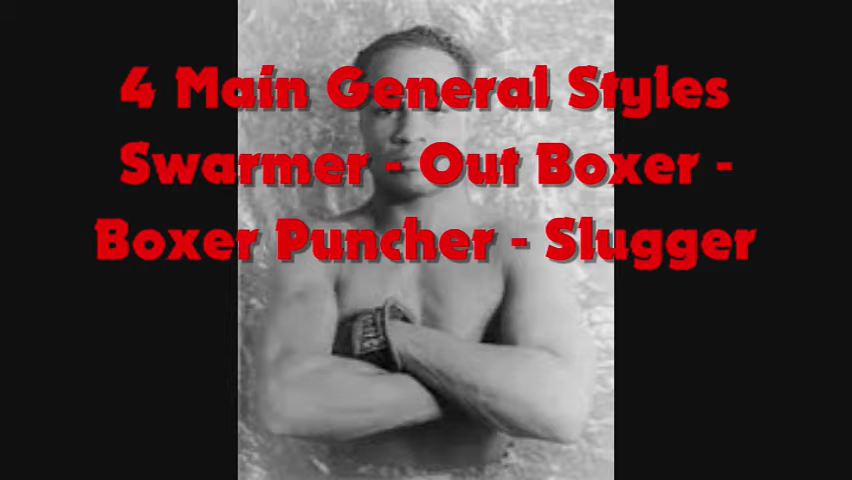 4 Main General Styles
Swarmer - Out Boxer -
Boxer Puncher - Slugger